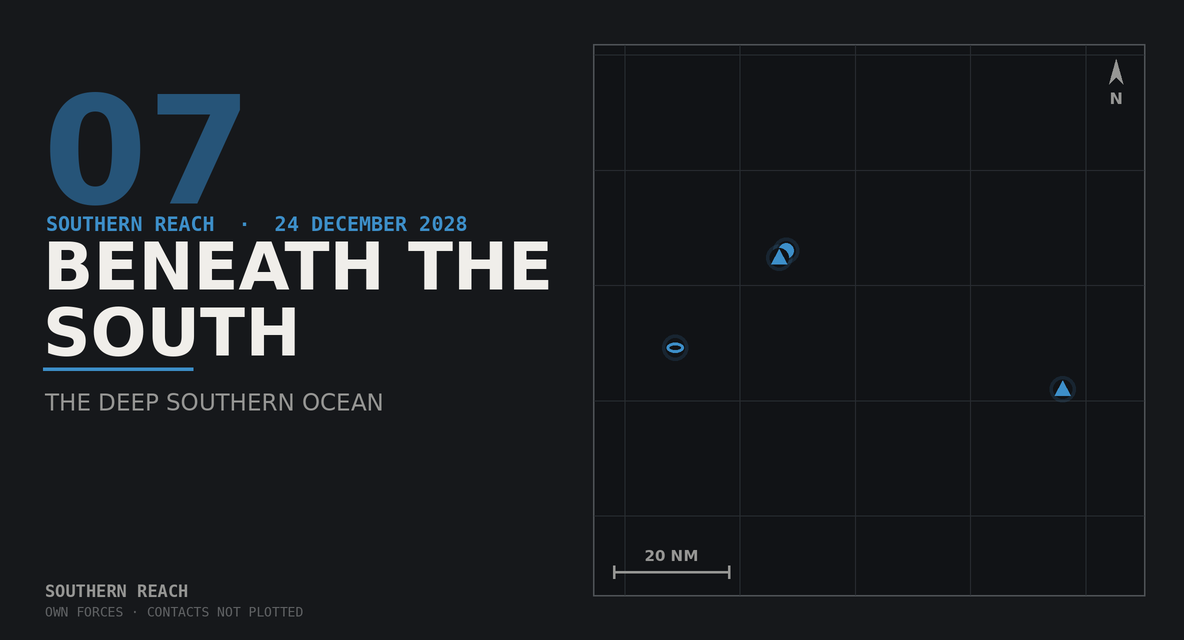 07
SOUTHERN REACH · 24 DECEMBER 2028
BENEATH THE
SOUTH
THE DEEP SOUTHERN OCEAN
SOUTHERN REACH
OWN FORCES · CONTACTS NOT PLOTTED
N
20 NM